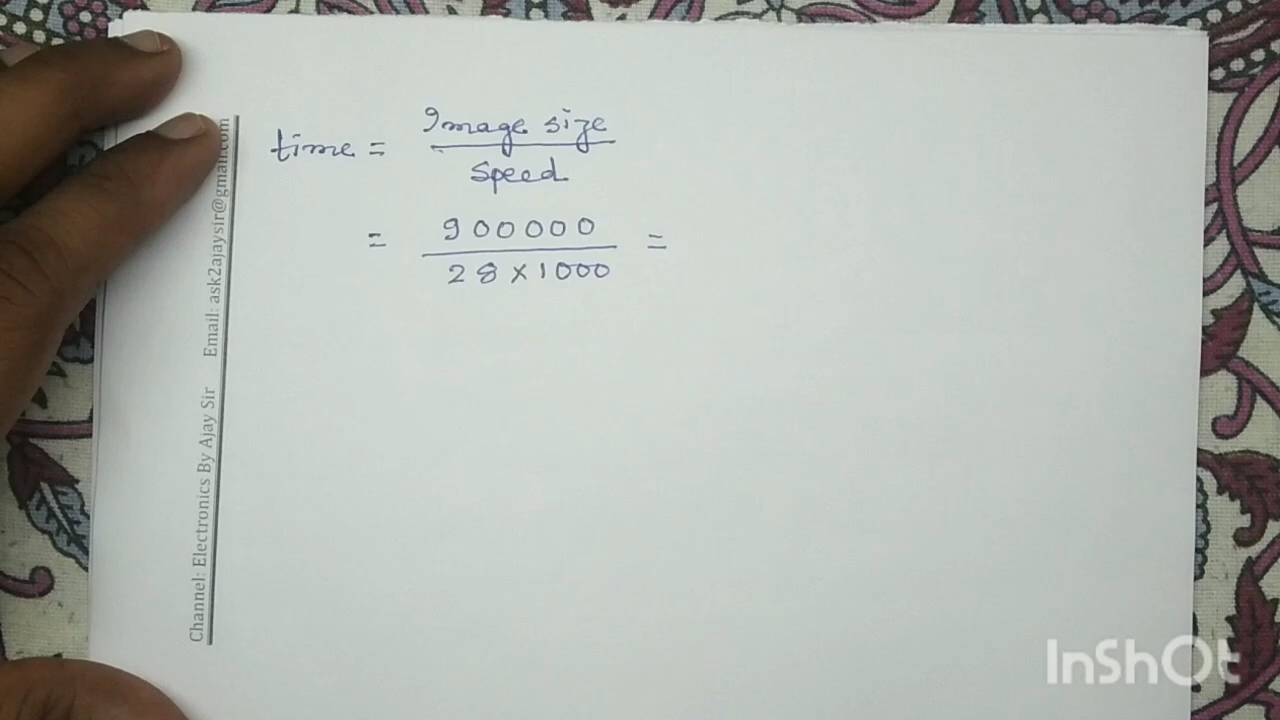 time = Image size / speed
= 900000 / 28 × 1000 =
Channel: Electronics By Ajay Sir Email: ask2ajaysir@gmail.com
InShOt